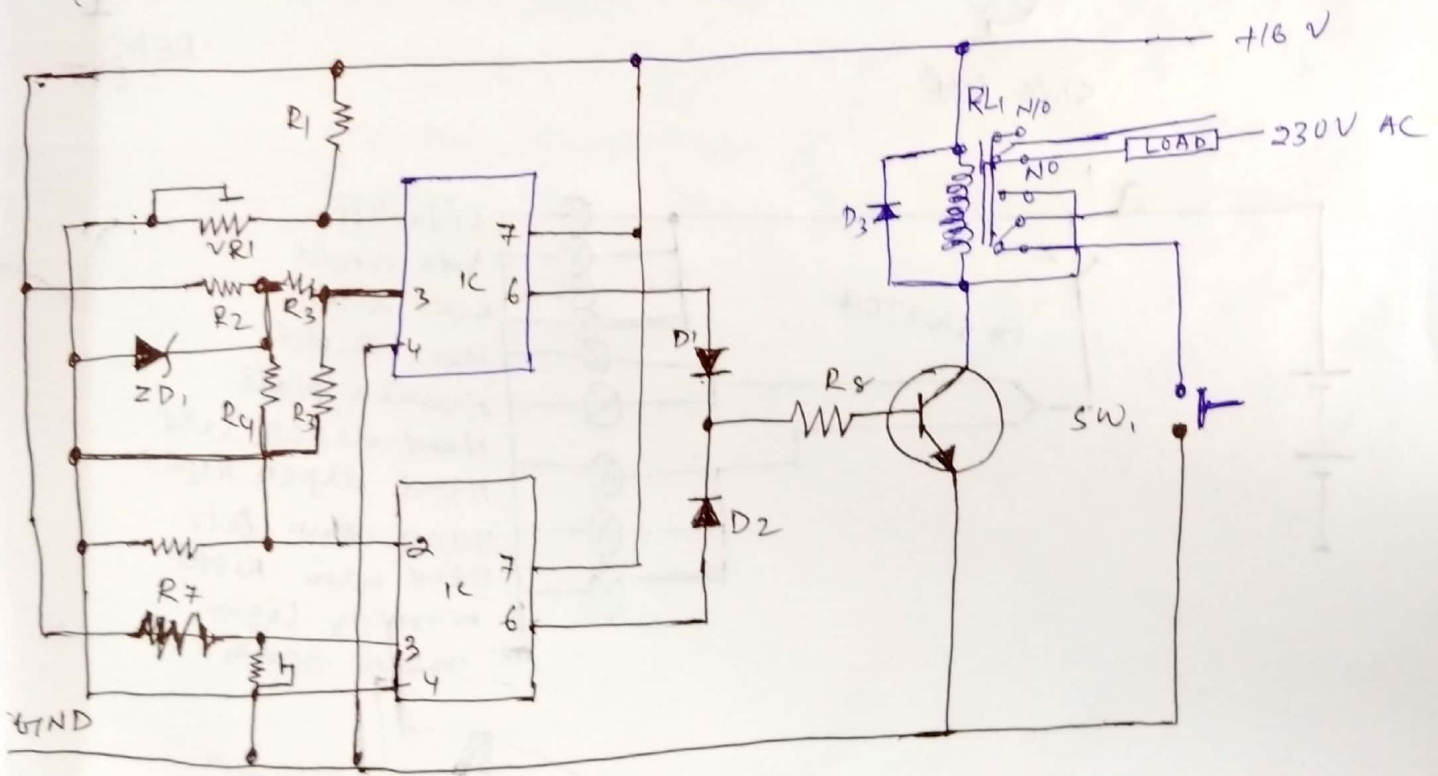 +16 V
RL1 N/O
R1
LOAD 230V AC
NO
D3
VR1
7
IC
R2 R3 3 6
4
D1
ZD1
R8
R4 R5
SW1
D2
2
7
R7
IC
6
3
4
GND